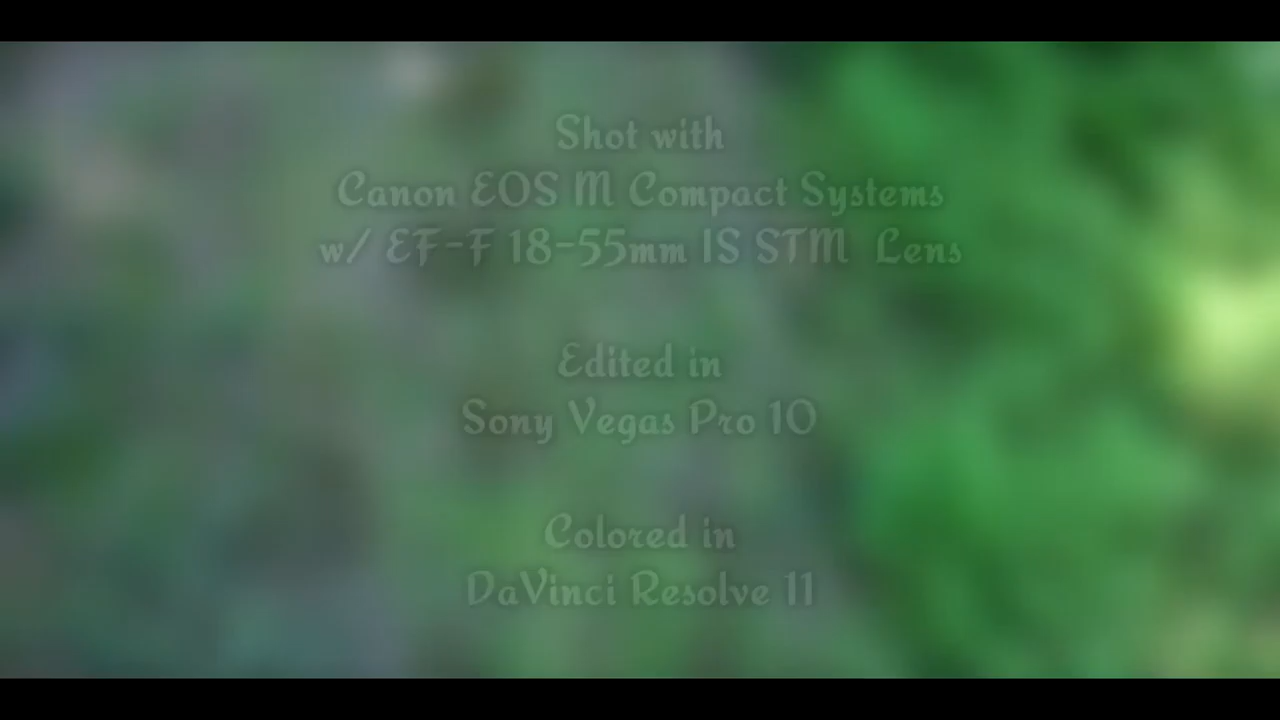 Shot with
Canon EOS M Compact Systems
w/ EF-F 18-55mm IS STM Lens
Edited in
Sony Vegas Pro 10
Colored in
DaVinci Resolve 11